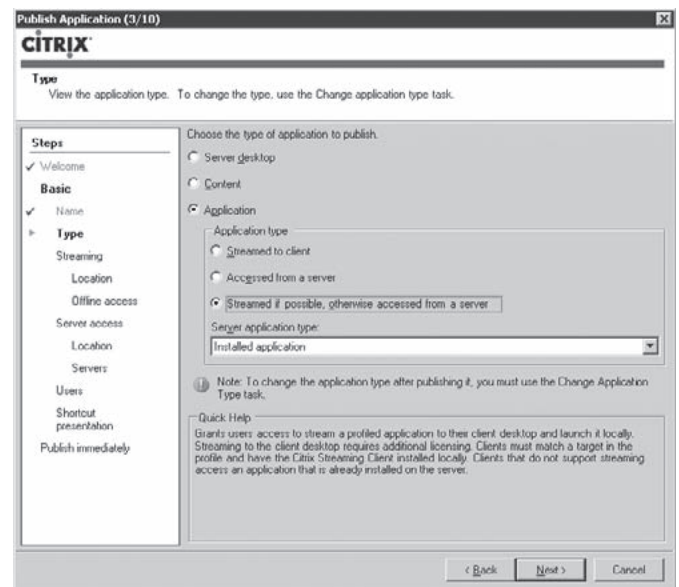 Publish Application (3/10)
CİTRIX
Type
View the application type. To change the type, use the Change application type task.
Steps
Welcome
Basic
Name
Type
Streaming
Location
Offline access
Server access
Location
Servers
Users
Shortcut
presentation
Publish immediately
Choose the type of application to publish.
Server desktop
Content
Application
Application type
Streamed to client
Accessed from a server
Streamed if possible, otherwise accessed from a server
Server application type:
Installed application
Note: To change the application type after publishing it, you must use the Change Application
Type task.
Quick Help
Grants users access to stream a profiled application to their client desktop and launch it locally.
Streaming to the client desktop requires additional licensing. Clients must match a target in the
profile and have the Citrix Streaming Client installed locally. Clients that do not support streaming
access an application that is already installed on the server.
< Back
Next >
Cancel